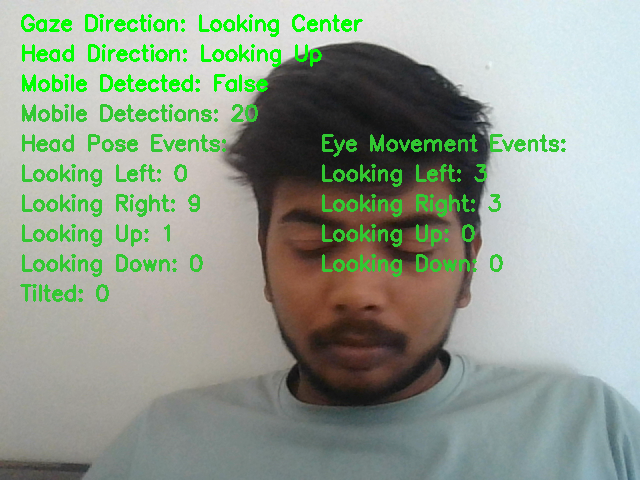 Gaze Direction: Looking Center
Head Direction: Looking Up
Mobile Detected: False
Mobile Detections: 20
Head Pose Events:
Looking Left: 0
Looking Right: 9
Looking Up: 1
Looking Down: 0
Tilted: 0
Eye Movement Events:
Looking Left: 3
Looking Right: 3
Looking Up: 0
Looking Down: 0